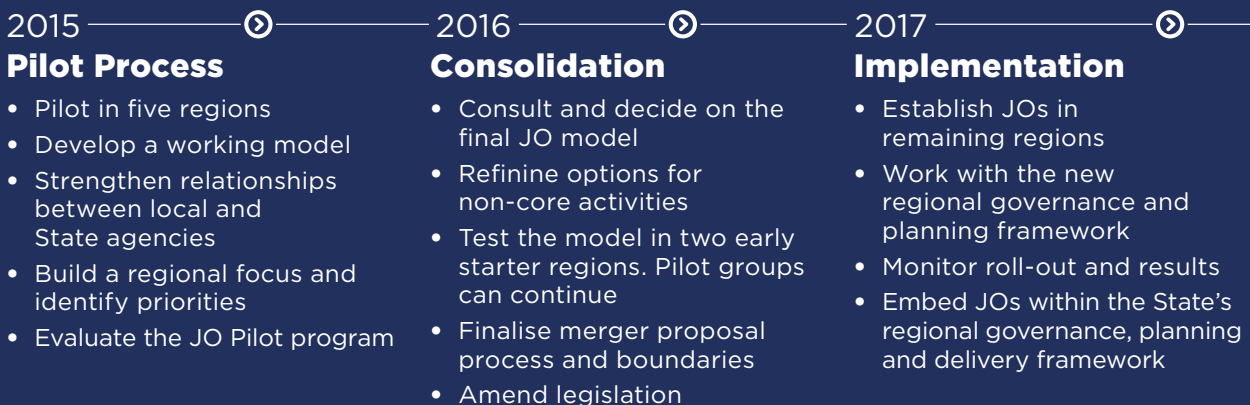 2015
Pilot Process
• Pilot in five regions
• Develop a working model
• Strengthen relationships
between local and
State agencies
• Build a regional focus and
identify priorities
• Evaluate the JO Pilot program
2016
Consolidation
• Consult and decide on the
final JO model
• Refinine options for
non-core activities
• Test the model in two early
starter regions. Pilot groups
can continue
• Finalise merger proposal
process and boundaries
• Amend legislation
2017
Implementation
• Establish JOs in
remaining regions
• Work with the new
regional governance and
planning framework
• Monitor roll-out and results
• Embed JOs within the State’s
regional governance, planning
and delivery framework